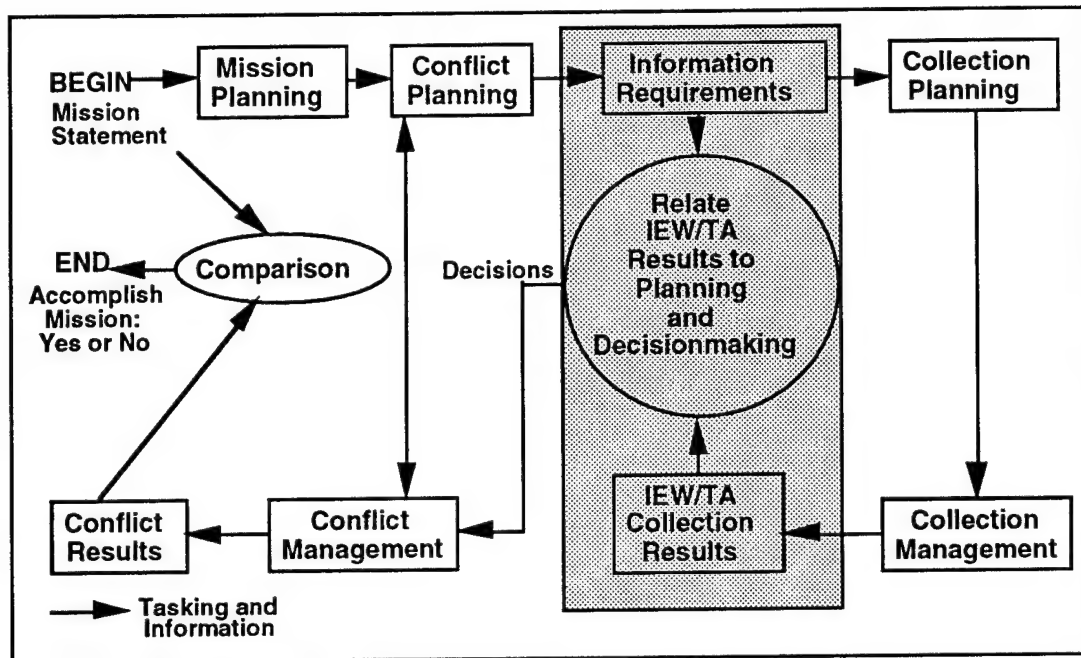 BEGIN
Mission
Statement
Mission
Planning
Conflict
Planning
Information
Requirements
Collection
Planning
Relate
IEW/TA
Results to
Planning
and
Decisionmaking
Comparison
END
Accomplish
Mission:
Yes or No
Decisions
Conflict
Results
Conflict
Management
IEW/TA
Collection
Results
Collection
Management
Tasking and
Information